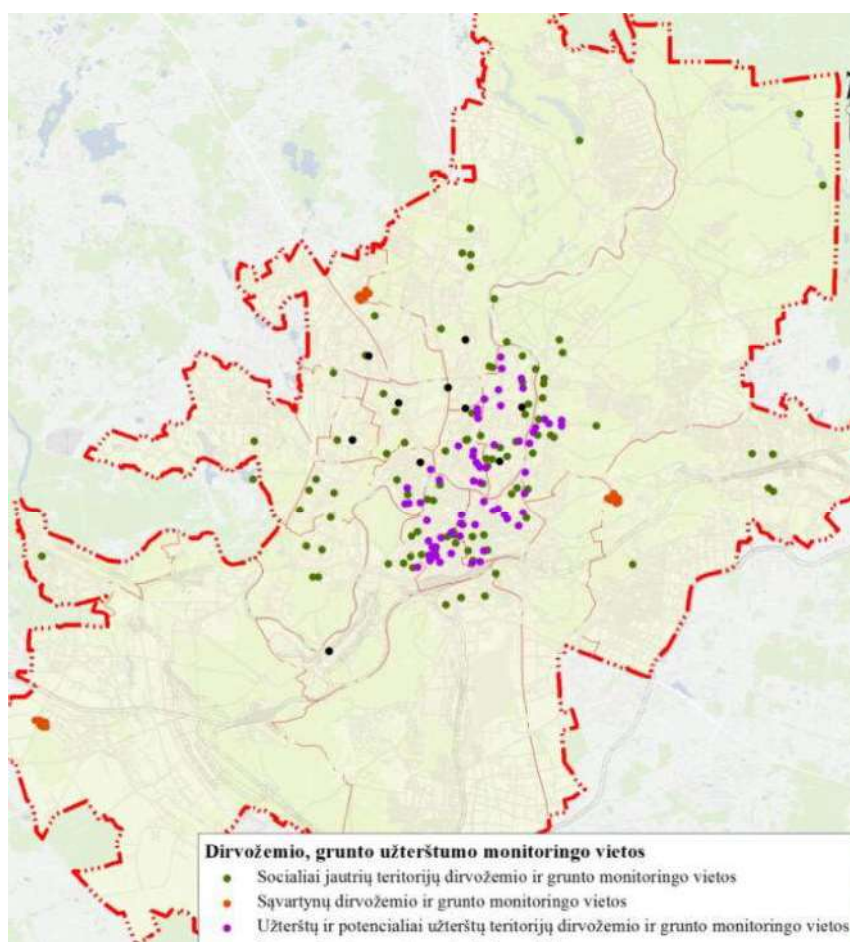 Dirvožemio, grunto užterštumo monitoringo vietos
Socialiai jautrių teritorijų dirvožemio ir grunto monitoringo vietos
Sąvartynų dirvožemio ir grunto monitoringo vietos
Užterštų ir potencialiai užterštų teritorijų dirvožemio ir grunto monitoringo vietos